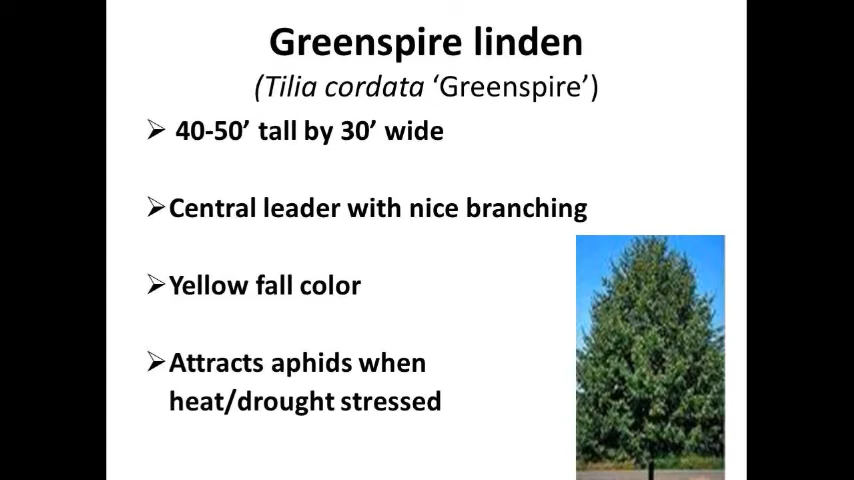 Greenspire linden
(Tilia cordata ‘Greenspire’)
➢ 40-50’ tall by 30’ wide
➢Central leader with nice branching
➢Yellow fall color
➢Attracts aphids when
heat/drought stressed